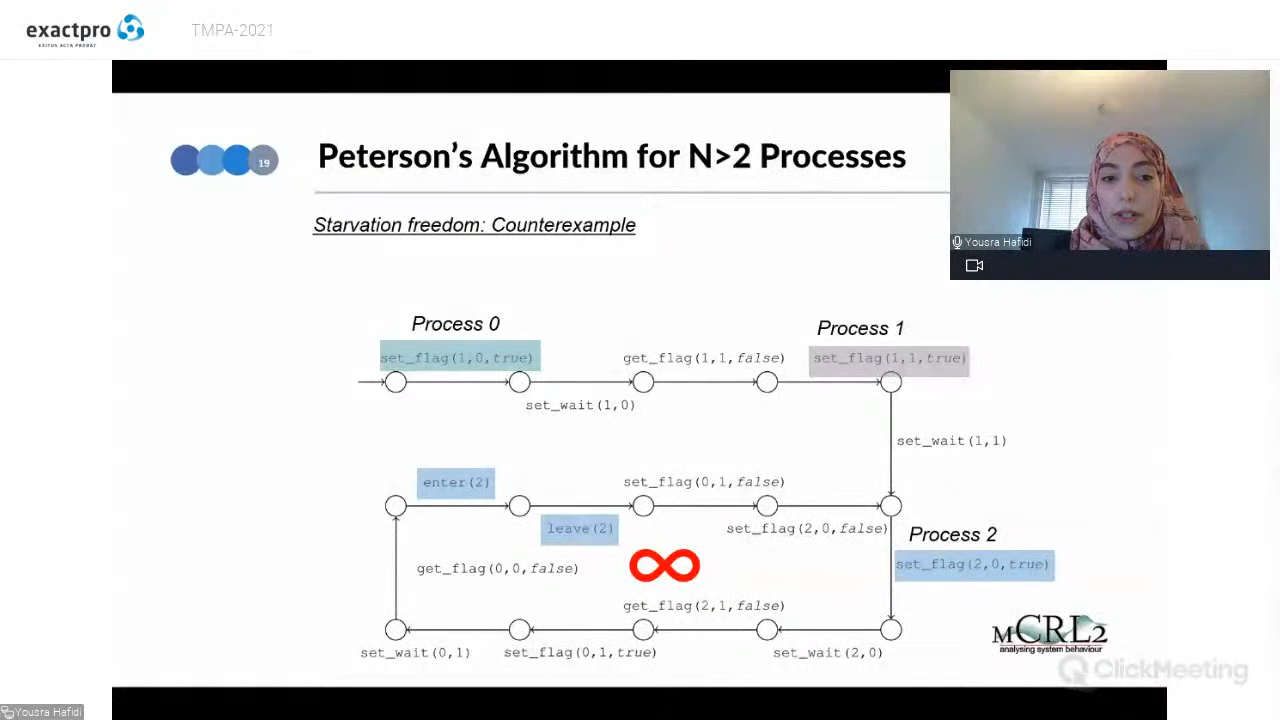 exactpro
EXITUS ACTA PROBAT
TMPA-2021
19
Peterson's Algorithm for N>2 Processes
Starvation freedom: Counterexample
Yousra Hafidi
Process 0
Process 1
set_flag(1,0,true)
get_flag(1,1,false)
set_flag(1,1,true)
set_wait(1,0)
set_wait(1,1)
enter(2)
set_flag(0,1,false)
leave(2)
set_flag(2,0,false)
Process 2
set_flag(2,0,true)
get_flag(0,0,false)
∞
get_flag(2,1,false)
set_wait(0,1)
set_flag(0,1,true)
set_wait(2,0)
mCRL2
analysing system behaviour
ClickMeeting
Yousra Hafidi